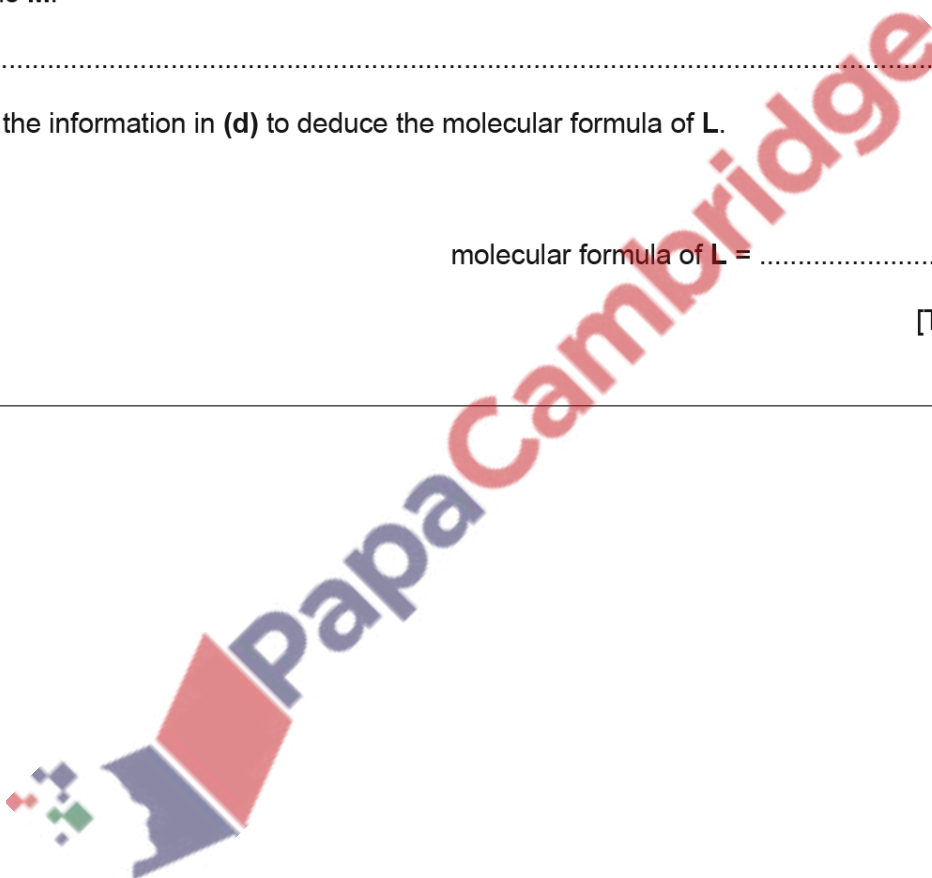 M.
................................................................................................................................
the information in (d) to deduce the molecular formula of L.
molecular formula of L = ......................
[T
PapaCambridge